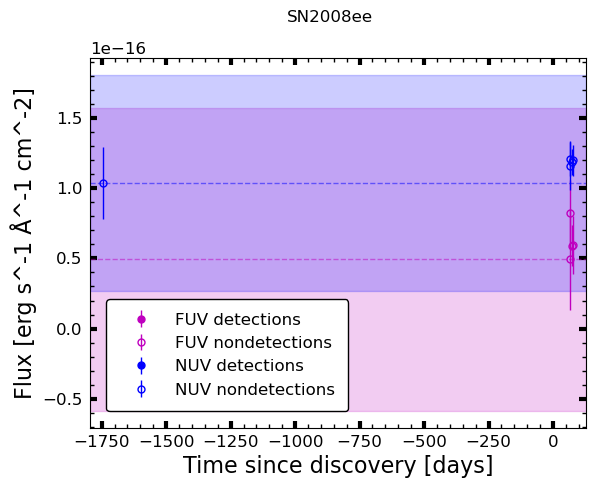 SN2008ee
1e−16
1.5
1.0
0.5
0.0
−0.5
Flux [erg s^-1 Å^-1 cm^-2]
FUV detections
FUV nondetections
NUV detections
NUV nondetections
−1750 −1500 −1250 −1000 −750 −500 −250 0
Time since discovery [days]